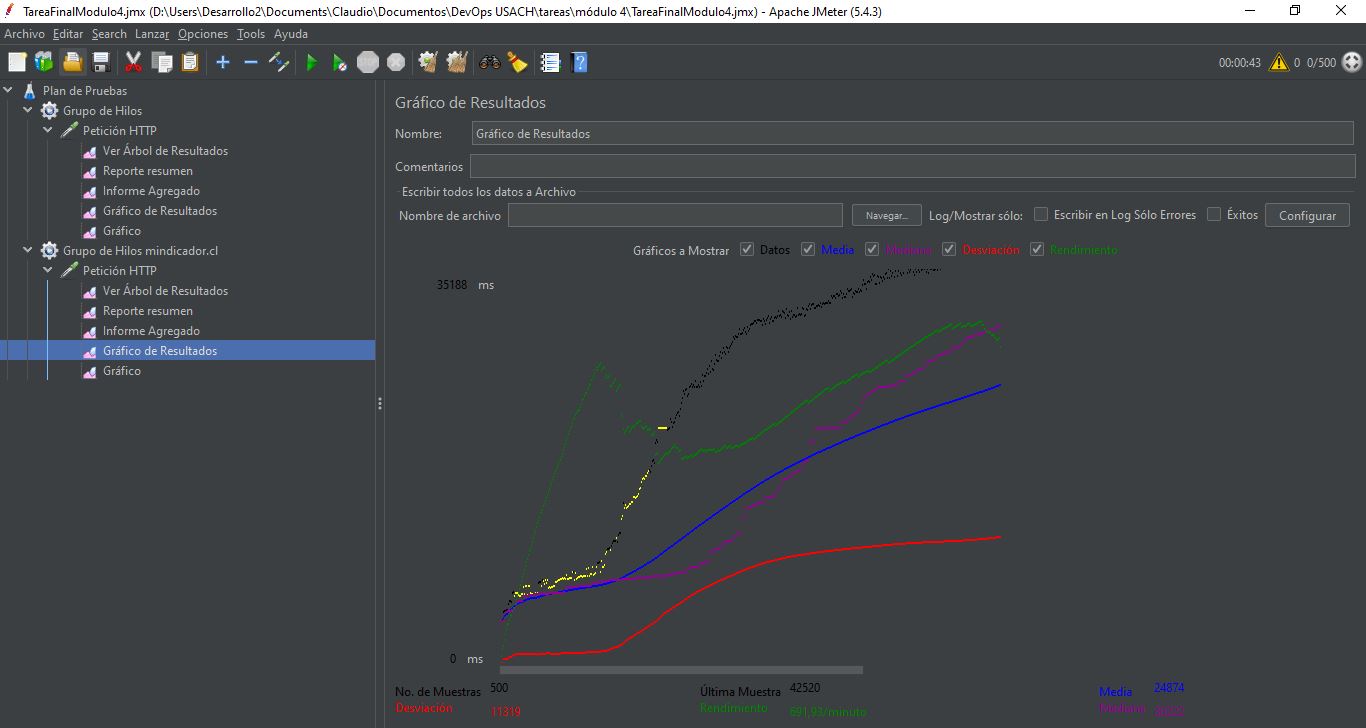 TareaFinalModulo4.jmx (D:\Users\Desarrollo2\Documents\Claudio\Documentos\DevOps USACH\tareas\módulo 4\TareaFinalModulo4.jmx) - Apache JMeter (5.4.3)
Archivo Editar Search Lanzar Opciones Tools Ayuda
STOP 00:00:43 0 0/500
Plan de Pruebas
Grupo de Hilos
Petición HTTP
Ver Árbol de Resultados
Reporte resumen
Informe Agregado
Gráfico de Resultados
Gráfico
Grupo de Hilos mindicador.cl
Petición HTTP
Ver Árbol de Resultados
Reporte resumen
Informe Agregado
Gráfico de Resultados
Gráfico
Gráfico de Resultados
Nombre: Gráfico de Resultados
Comentarios
Escribir todos los datos a Archivo
Nombre de archivo Navegar... Log/Mostrar sólo: Escribir en Log Sólo Errores Éxitos Configurar
Gráficos a Mostrar Datos Media Mediana Desviación Rendimiento
35188 ms
0 ms
No. de Muestras 500 Última Muestra 42520 Media 24874
Desviación 11319 Rendimiento 691,93/minuto Mediana